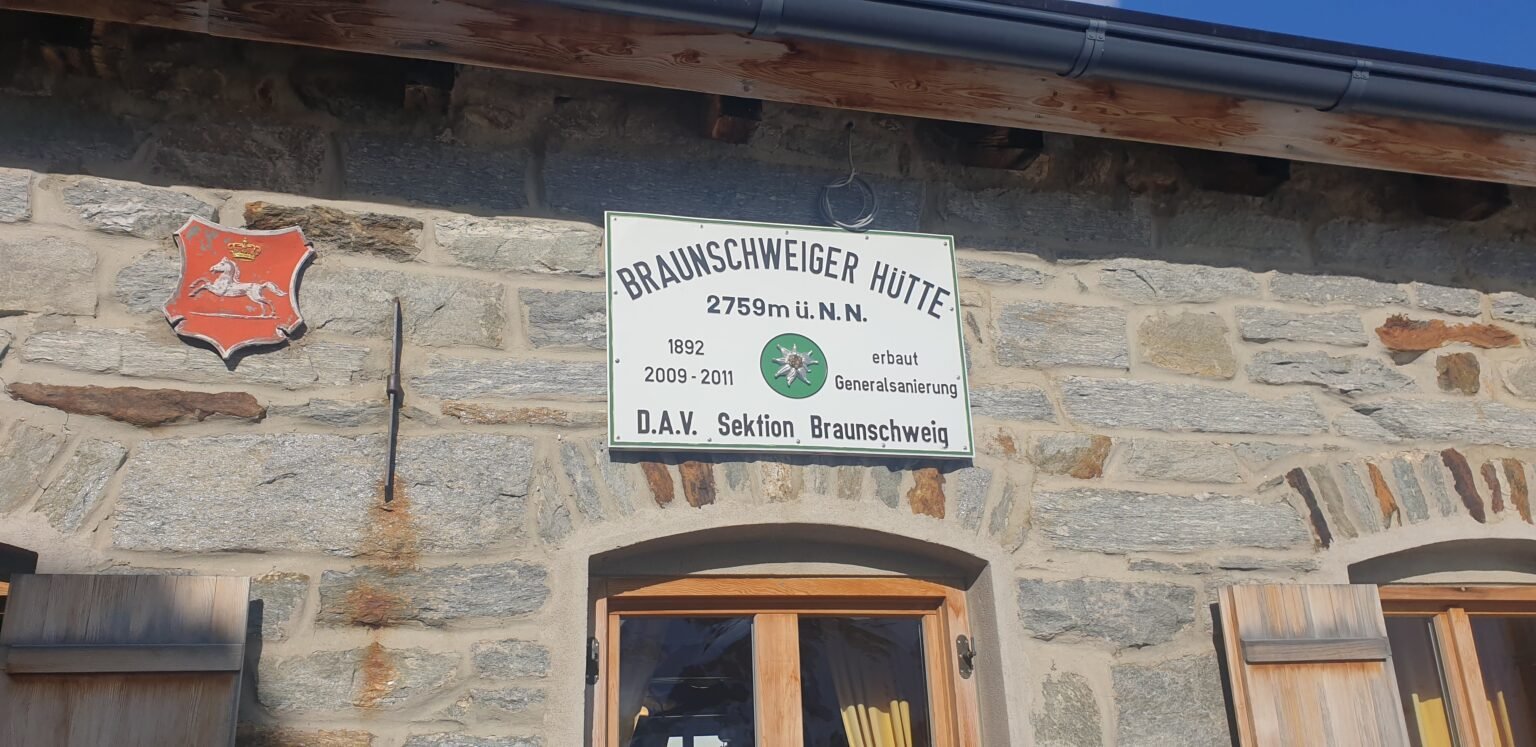 BRAUNSCHWEIGER HÜTTE
2759m ü.N.N.
1892 erbaut
2009-2011 Generalsanierung
D.A.V. Sektion Braunschweig